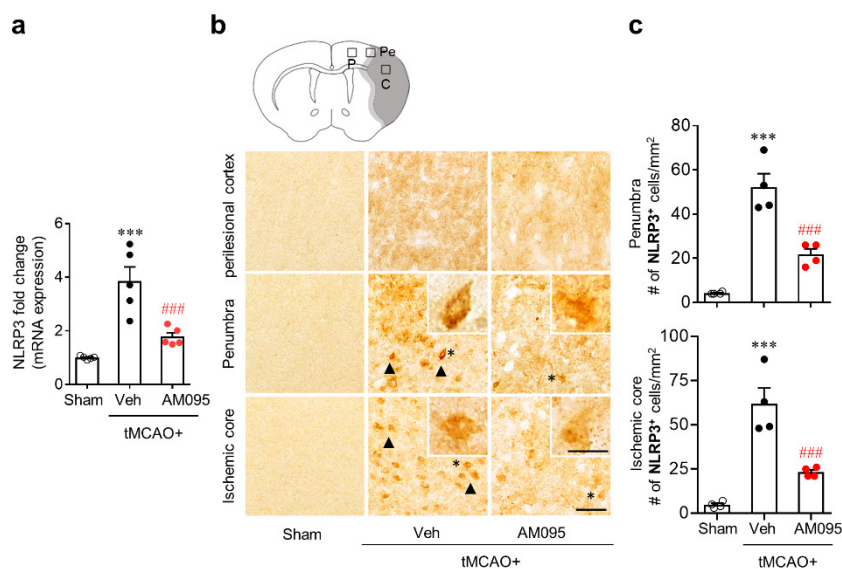 a
NLRP3 fold change
(mRNA expression)
6
4
2
0
***
###
Sham
Veh
AM095
tMCAO+
b
Pe
P
C
perilesional cortex
Penumbra
Ischemic core
*
*
*
*
Sham
Veh
AM095
tMCAO+
c
Penumbra
# of NLRP3+ cells/mm2
80
60
40
20
0
***
###
Ischemic core
# of NLRP3+ cells/mm2
100
75
50
25
0
***
###
Sham
Veh
AM095
tMCAO+